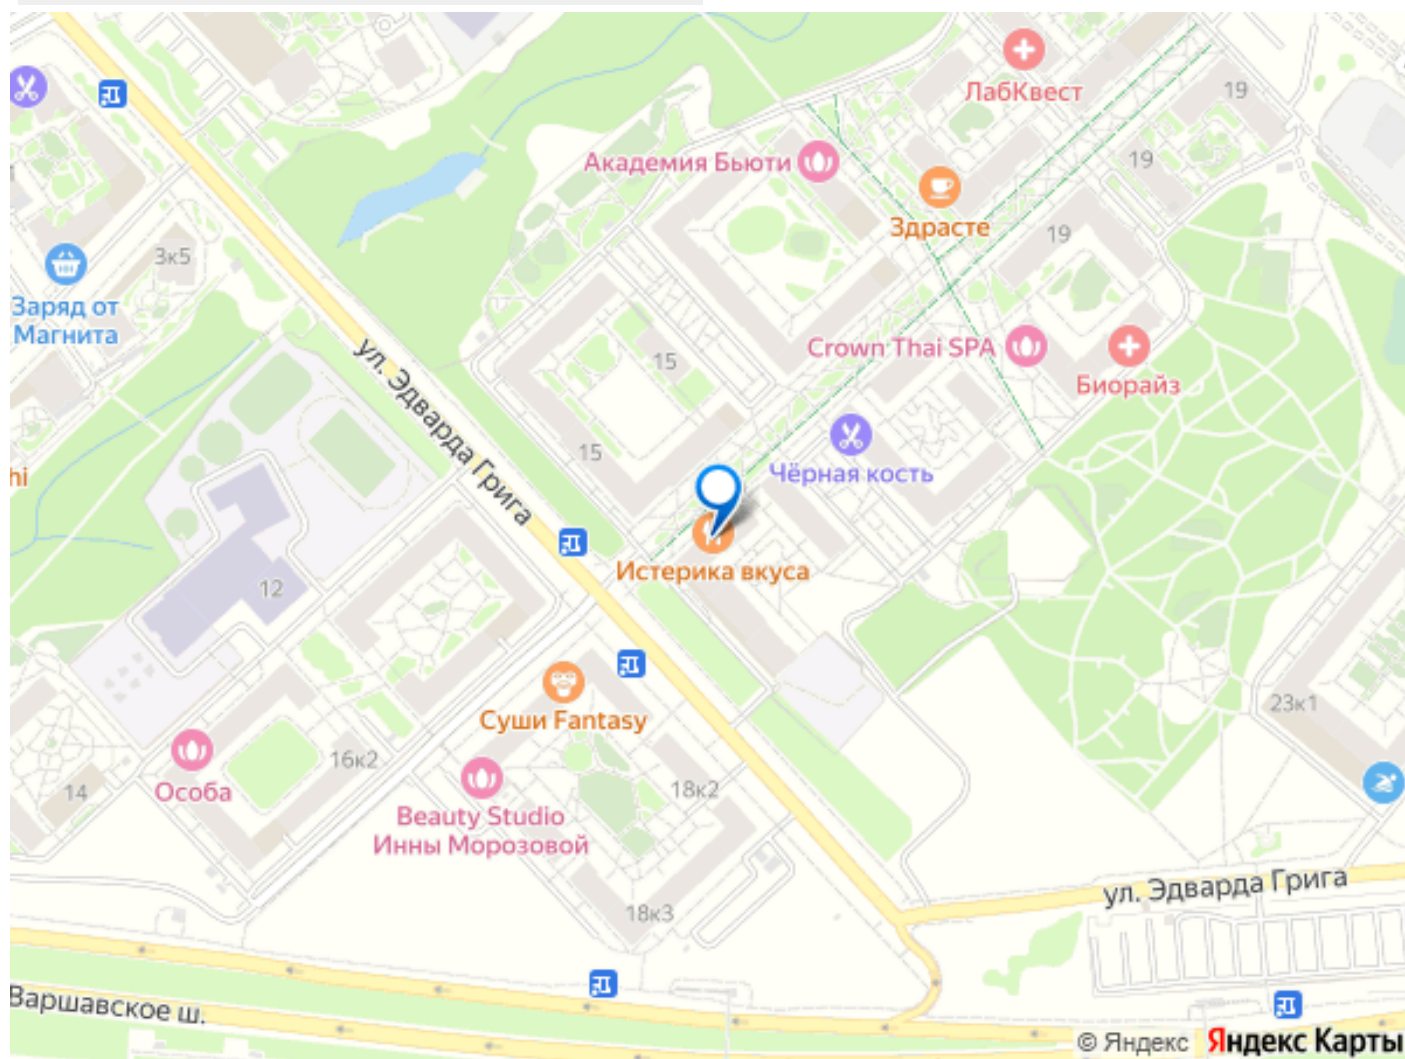 19
ЛабКвест
19
Академия Бьюти
Здрасте
19
3к5
Заряд от
Магнита
ул. Эдварда Грига
15
Crown Thai SPA
Биорайз
15
Чёрная кость
hi
Истерика вкуса
12
Суши Fantasy
23к1
16к2
18к2
14
Особа
Beauty Studio
Инны Морозовой
ул. Эдварда Грига
18к3
Варшавское ш.
© Яндекс Яндекс Карты